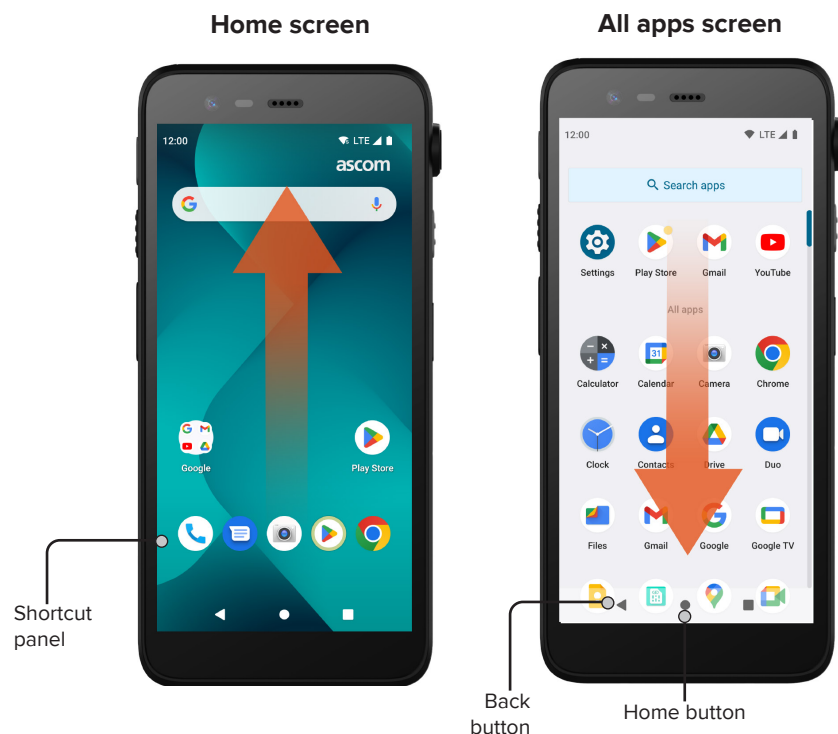 Home screen
All apps screen
12:00
LTE
ascom
Google
Play Store
Shortcut
panel
12:00
LTE
Search apps
Settings
Play Store
Gmail
YouTube
All apps
Calculator
Calendar
Camera
Chrome
Clock
Contacts
Drive
Duo
Files
Gmail
Google
Google TV
Back
button
Home button